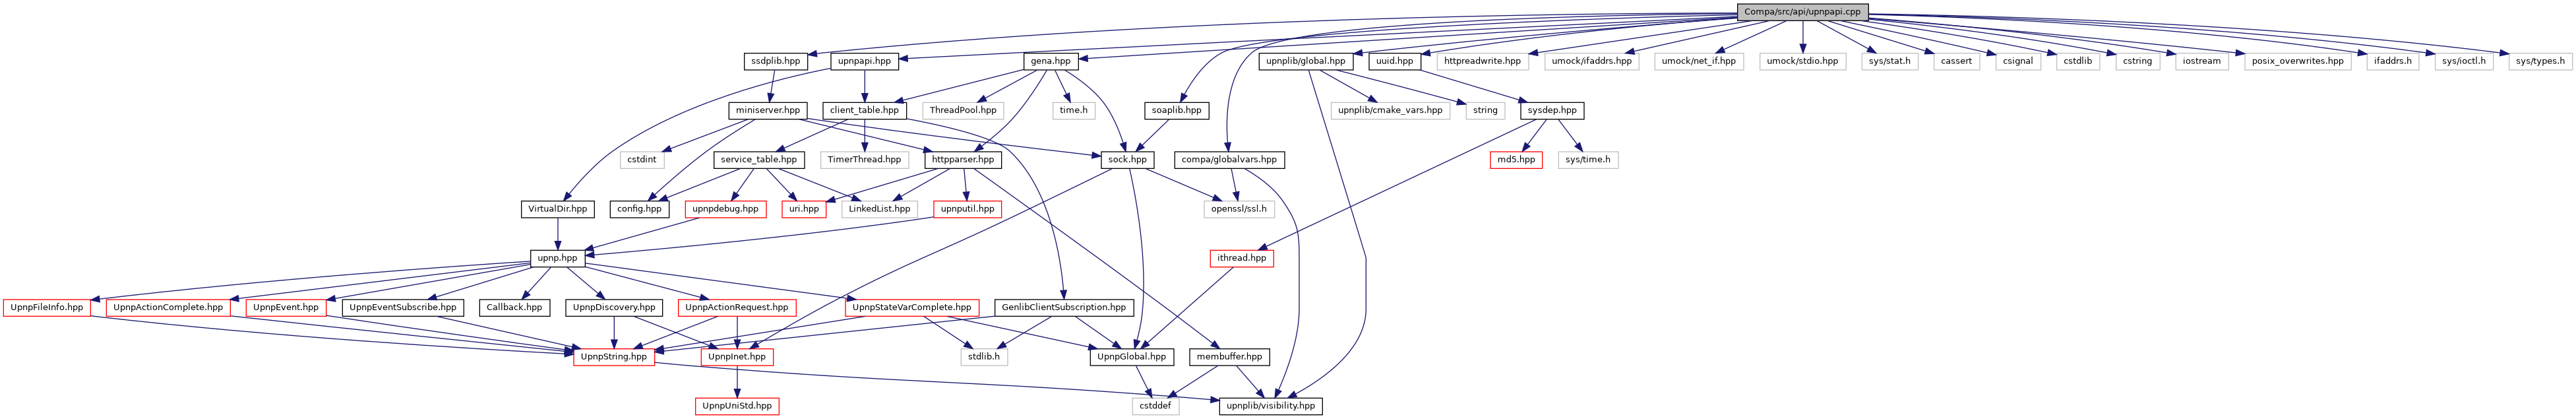 Compa/src/api/upnpapi.cpp
ssdplib.hpp
upnpapi.hpp
gena.hpp
upnplib/global.hpp
uuid.hpp
httpreadwrite.hpp
umock/ifaddrs.hpp
umock/net_if.hpp
umock/stdio.hpp
sys/stat.h
cassert
csignal
cstdlib
cstring
iostream
posix_overwrites.hpp
ifaddrs.h
sys/ioctl.h
sys/types.h
miniserver.hpp
client_table.hpp
ThreadPool.hpp
time.h
soaplib.hpp
upnplib/cmake_vars.hpp
string
sysdep.hpp
cstdint
service_table.hpp
TimerThread.hpp
httpparser.hpp
sock.hpp
compa/globalvars.hpp
md5.hpp
sys/time.h
VirtualDir.hpp
config.hpp
upnpdebug.hpp
uri.hpp
LinkedList.hpp
upnputil.hpp
openssl/ssl.h
upnp.hpp
ithread.hpp
UpnpFileInfo.hpp
UpnpActionComplete.hpp
UpnpEvent.hpp
UpnpEventSubscribe.hpp
Callback.hpp
UpnpDiscovery.hpp
UpnpActionRequest.hpp
UpnpStateVarComplete.hpp
GenlibClientSubscription.hpp
UpnpString.hpp
UpnpInet.hpp
stdlib.h
UpnpGlobal.hpp
membuffer.hpp
UpnpUniStd.hpp
cstddef
upnplib/visibility.hpp